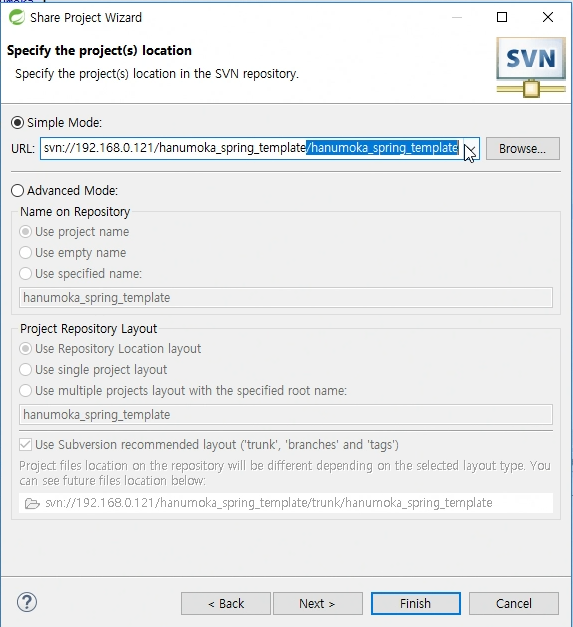 Share Project Wizard
Specify the project(s) location
Specify the project(s) location in the SVN repository.
SVN
Simple Mode:
URL: svn://192.168.0.121/hanumoka_spring_template/hanumoka_spring_template Browse...
Advanced Mode:
Name on Repository
Use project name
Use empty name
Use specified name:
hanumoka_spring_template
Project Repository Layout
Use Repository Location layout
Use single project layout
Use multiple projects layout with the specified root name:
hanumoka_spring_template
Use Subversion recommended layout ('trunk', 'branches' and 'tags')
Project files location on the repository will be different depending on the selected layout type. You
can see future files location below:
svn://192.168.0.121/hanumoka_spring_template/trunk/hanumoka_spring_template
? < Back Next > Finish Cancel